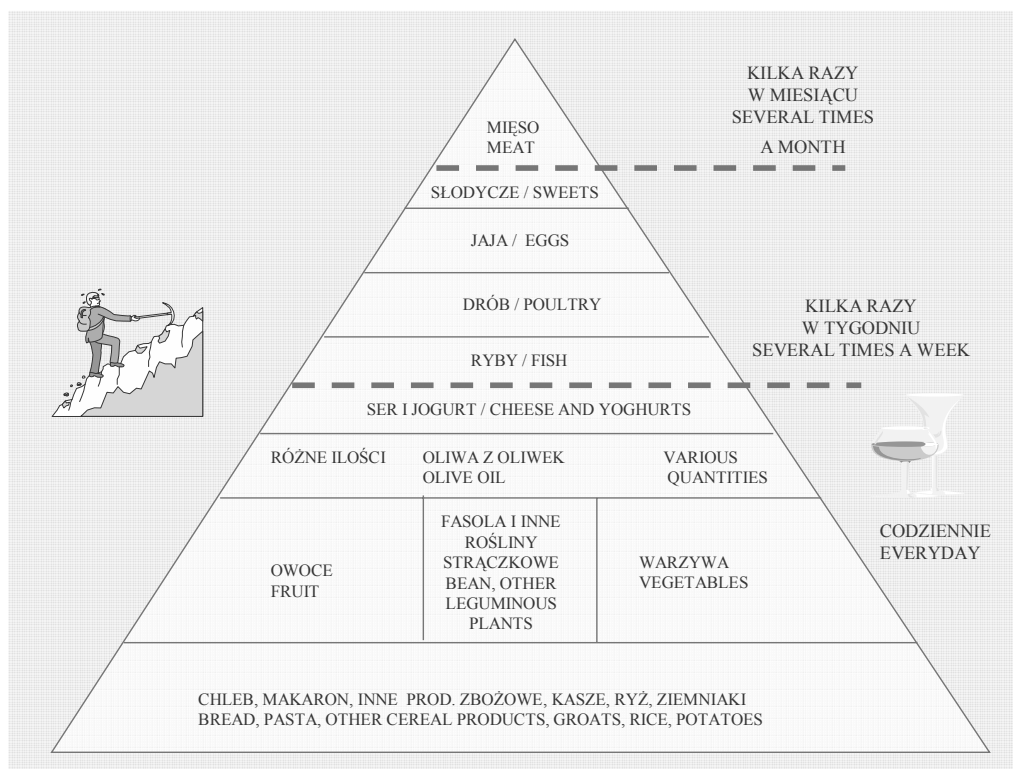 KILKA RAZY
W MIESIĄCU
SEVERAL TIMES
A MONTH
MIĘSO
MEAT
SŁODYCZE / SWEETS
JAJA / EGGS
DRÓB / POULTRY
KILKA RAZY
W TYGODNIU
SEVERAL TIMES A WEEK
RYBY / FISH
SER I JOGURT / CHEESE AND YOGHURTS
RÓŻNE ILOŚCI
OLIWA Z OLIWEK
OLIVE OIL
VARIOUS
QUANTITIES
CODZIENNIE
EVERYDAY
OWOCE
FRUIT
FASOLA I INNE
ROŚLINY
STRĄCZKOWE
BEAN, OTHER
LEGUMINOUS
PLANTS
WARZYWA
VEGETABLES
CHLEB, MAKARON, INNE PROD. ZBOŻOWE, KASZE, RYŻ, ZIEMNIAKI
BREAD, PASTA, OTHER CEREAL PRODUCTS, GROATS, RICE, POTATOES